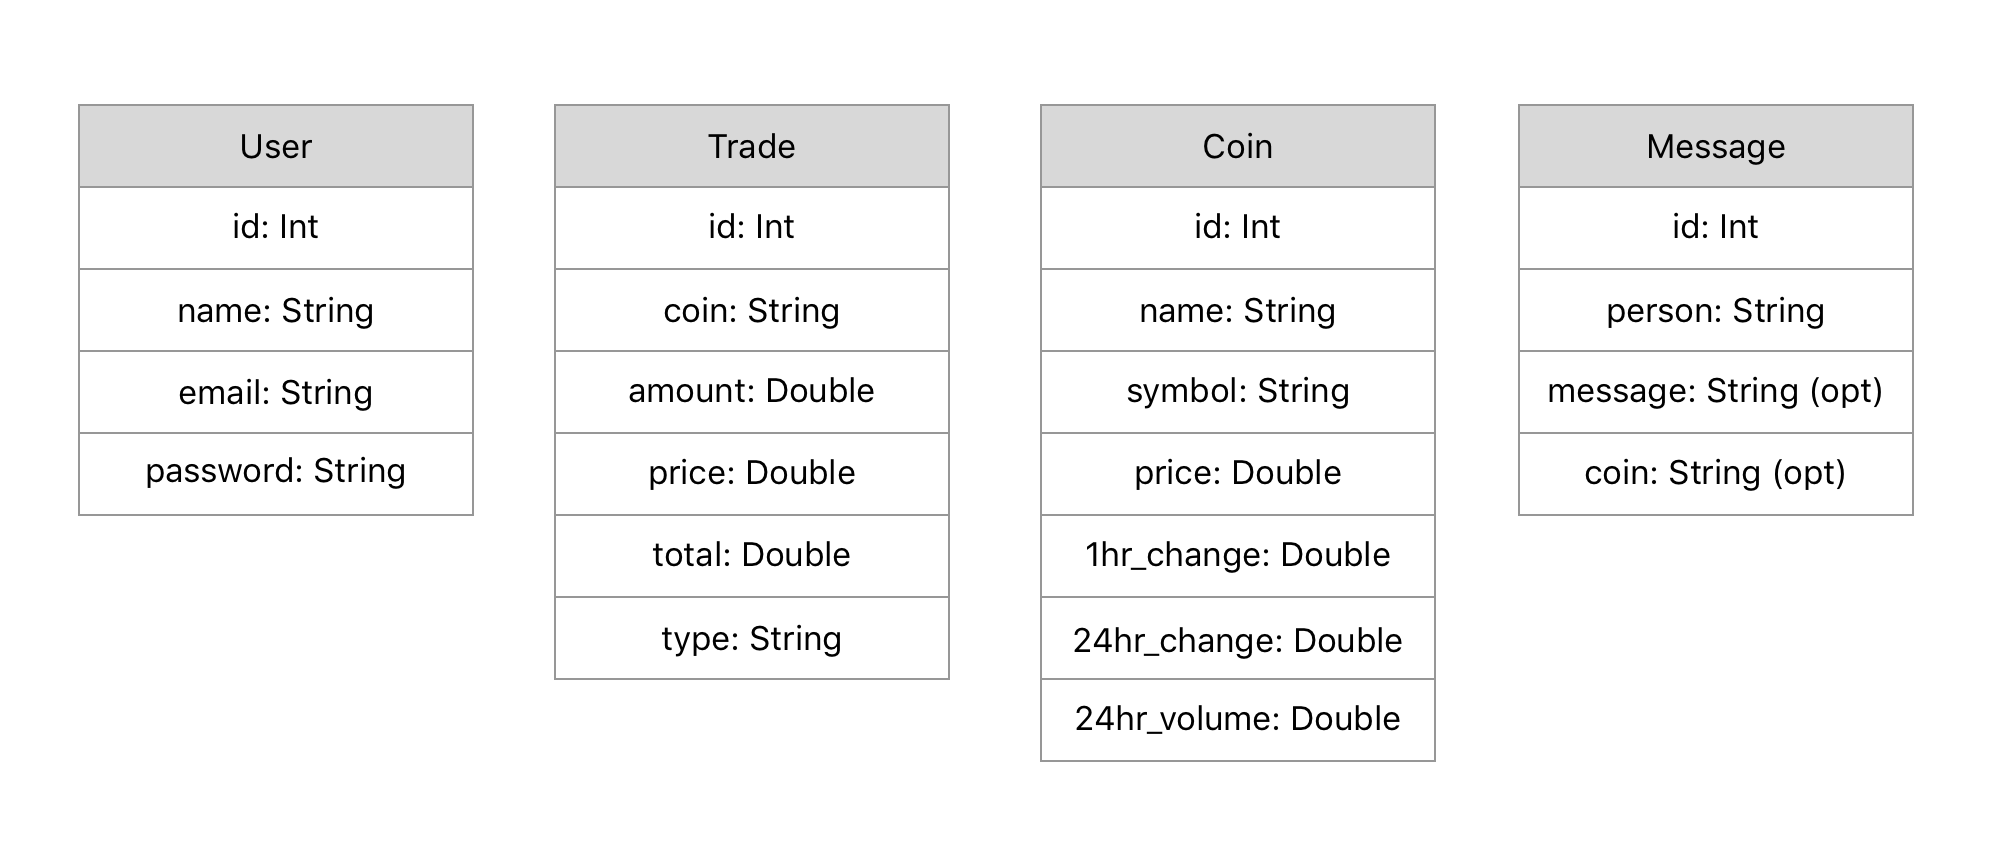 User
id: Int
name: String
email: String
password: String
Trade
id: Int
coin: String
amount: Double
price: Double
total: Double
type: String
Coin
id: Int
name: String
symbol: String
price: Double
1hr_change: Double
24hr_change: Double
24hr_volume: Double
Message
id: Int
person: String
message: String (opt)
coin: String (opt)